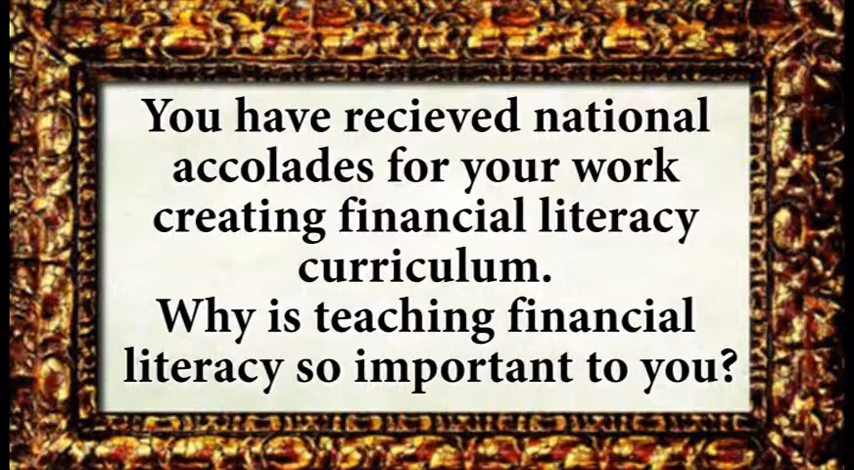 You have recieved national
accolades for your work
creating financial literacy
curriculum.
Why is teaching financial
literacy so important to you?